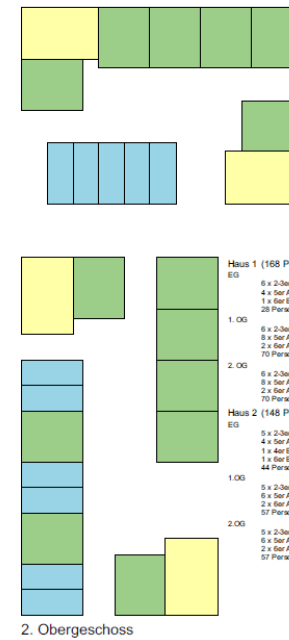 Haus 1 (168 P
EG
6 x 2-3e
4 x 5er A
1 x 6er E
28 Perso
1. OG
6 x 2-3e
8 x 5er A
2 x 6er A
70 Perso
2. OG
6 x 2-3e
8 x 5er A
2 x 6er A
70 Perso
Haus 2 (148 P
EG
5 x 2-3e
4 x 5er A
1 x 4er E
1 x 6er E
44 Perso
1.OG
5 x 2-3e
6 x 5er A
2 x 6er A
57 Perso
2.OG
5 x 2-3e
6 x 5er A
2 x 6er A
57 Perso
2. Obergeschoss